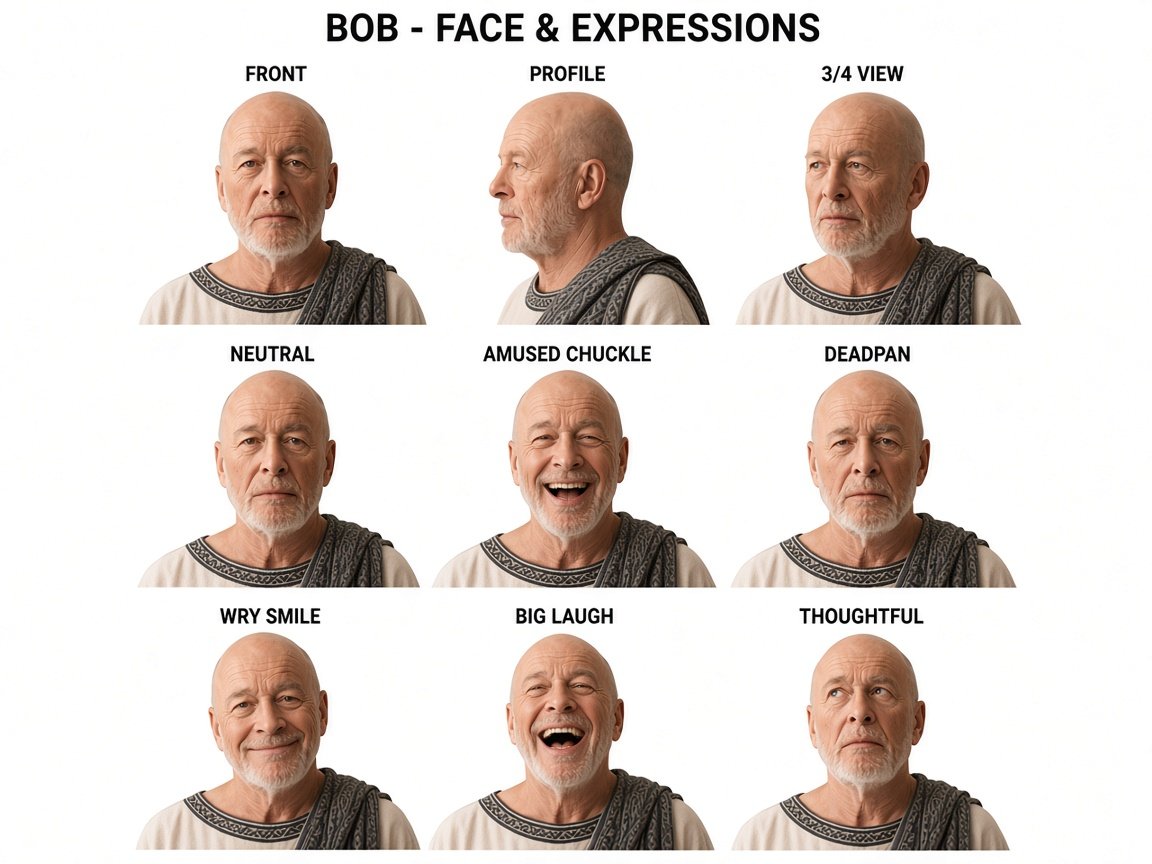 BOB - FACE & EXPRESSIONS
FRONT
PROFILE
3/4 VIEW
NEUTRAL
AMUSED CHUCKLE
DEADPAN
WRY SMILE
BIG LAUGH
THOUGHTFUL